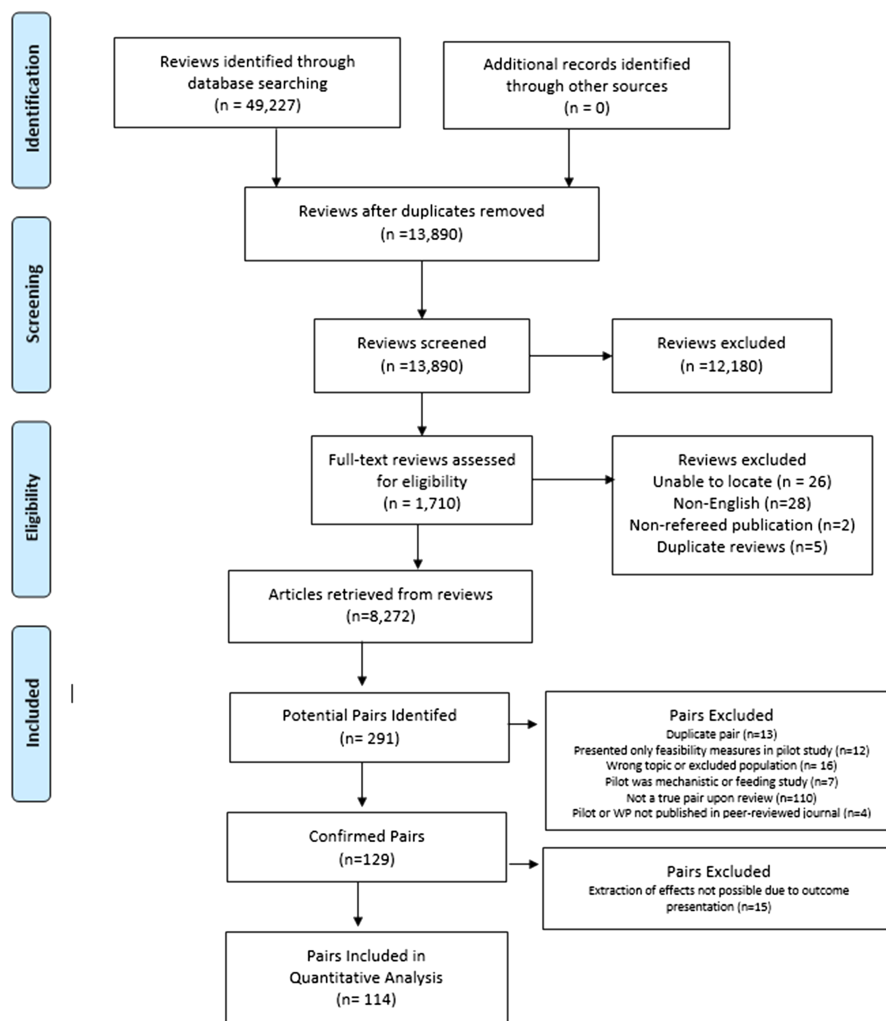 Identification
Reviews identified through
database searching
(n = 49,227)
Additional records identified
through other sources
(n = 0)
Reviews after duplicates removed
(n =13,890)
Screening
Reviews screened
(n =13,890)
Reviews excluded
(n =12,180)
Eligibility
Full-text reviews assessed
for eligibility
(n = 1,710)
Reviews excluded
Unable to locate (n = 26)
Non-English (n=28)
Non-refereed publication (n=2)
Duplicate reviews (n=5)
Articles retrieved from reviews
(n=8,272)
Included
Potential Pairs Identifed
(n= 291)
Pairs Excluded
Duplicate pair (n=13)
Presented only feasibility measures in pilot study (n=12)
Wrong topic or excluded population (n= 16)
Pilot was mechanistic or feeding study (n=7)
Not a true pair upon review (n=110)
Pilot or WP not published in peer-reviewed journal (n=4)
Confirmed Pairs
(n=129)
Pairs Excluded
Extraction of effects not possible due to outcome
presentation (n=15)
Pairs Included in
Quantitative Analysis
(n= 114)